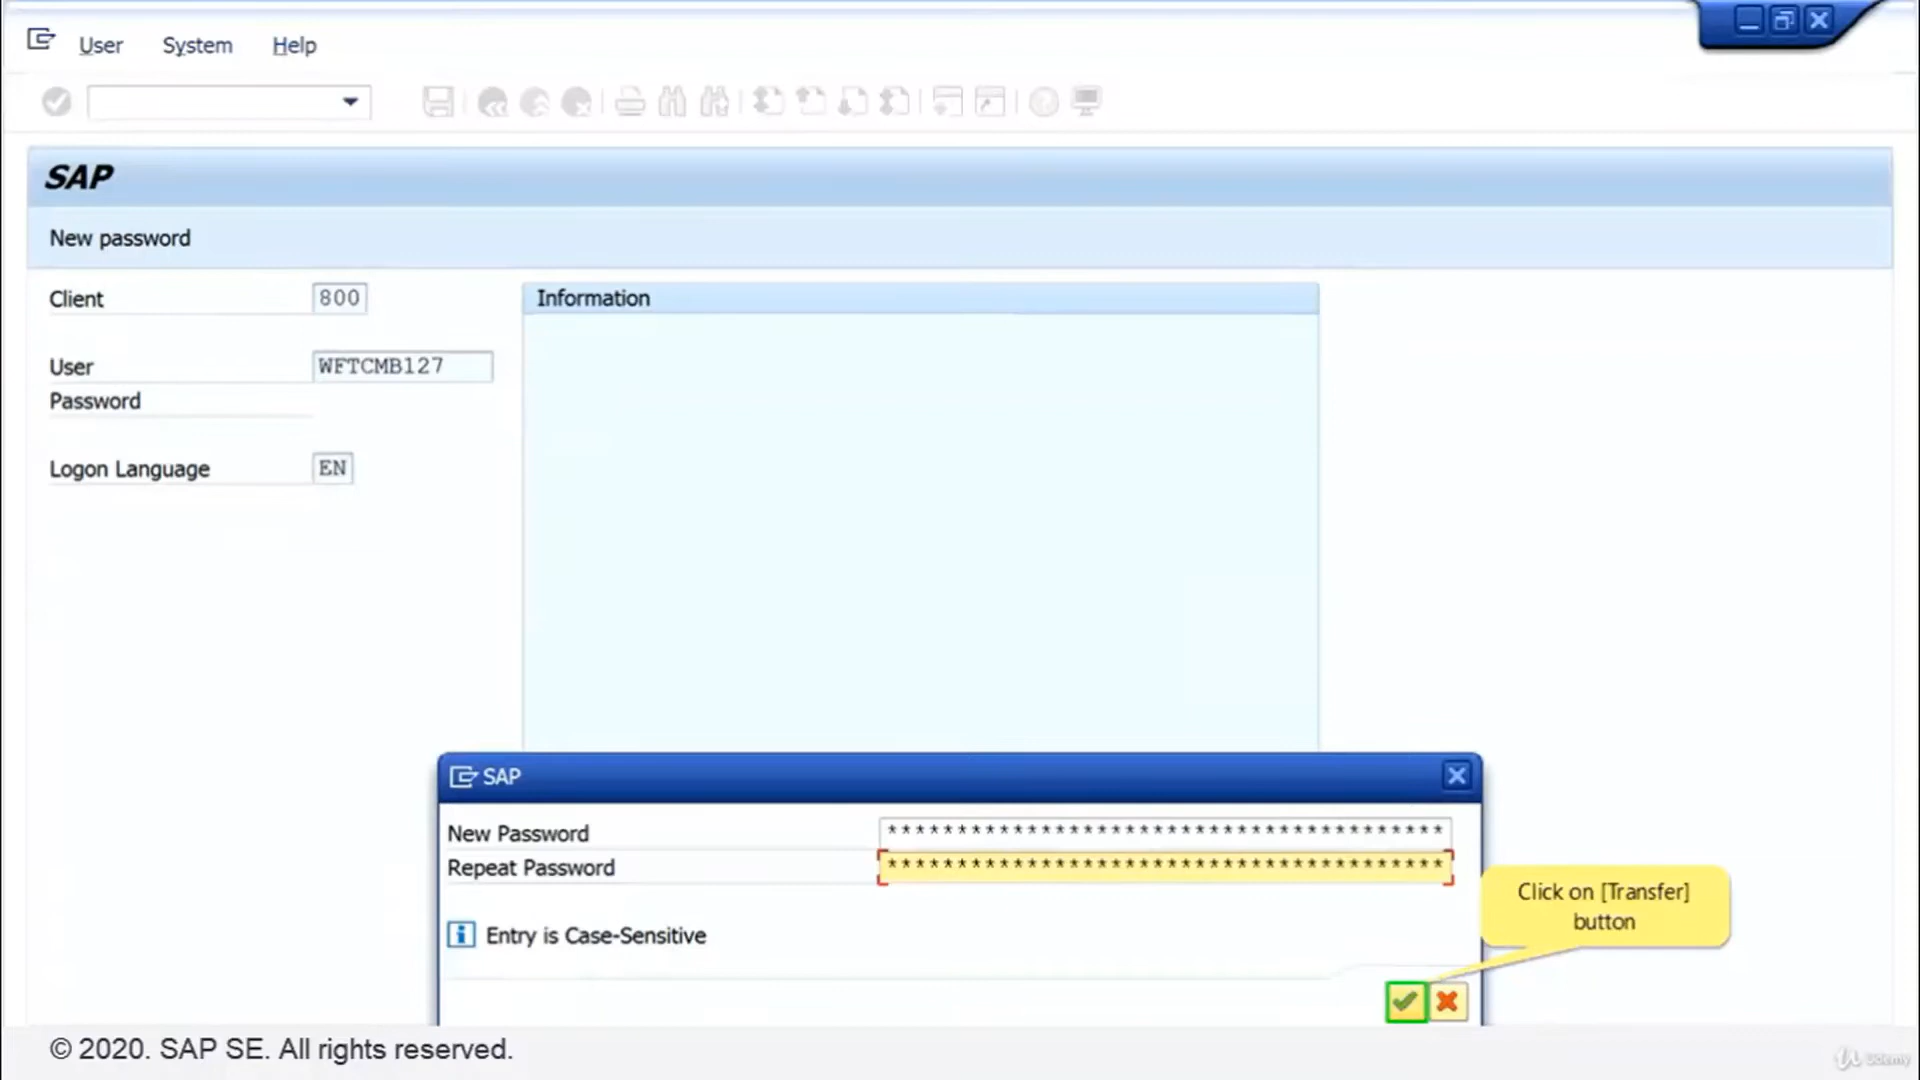 User System Help
SAP
New password
Client 800 Information
User WFTCMB127
Password
Logon Language EN
SAP
New Password ****************************************
Repeat Password ****************************************
Click on [Transfer]
button
Entry is Case-Sensitive
© 2020. SAP SE. All rights reserved.
Udemy